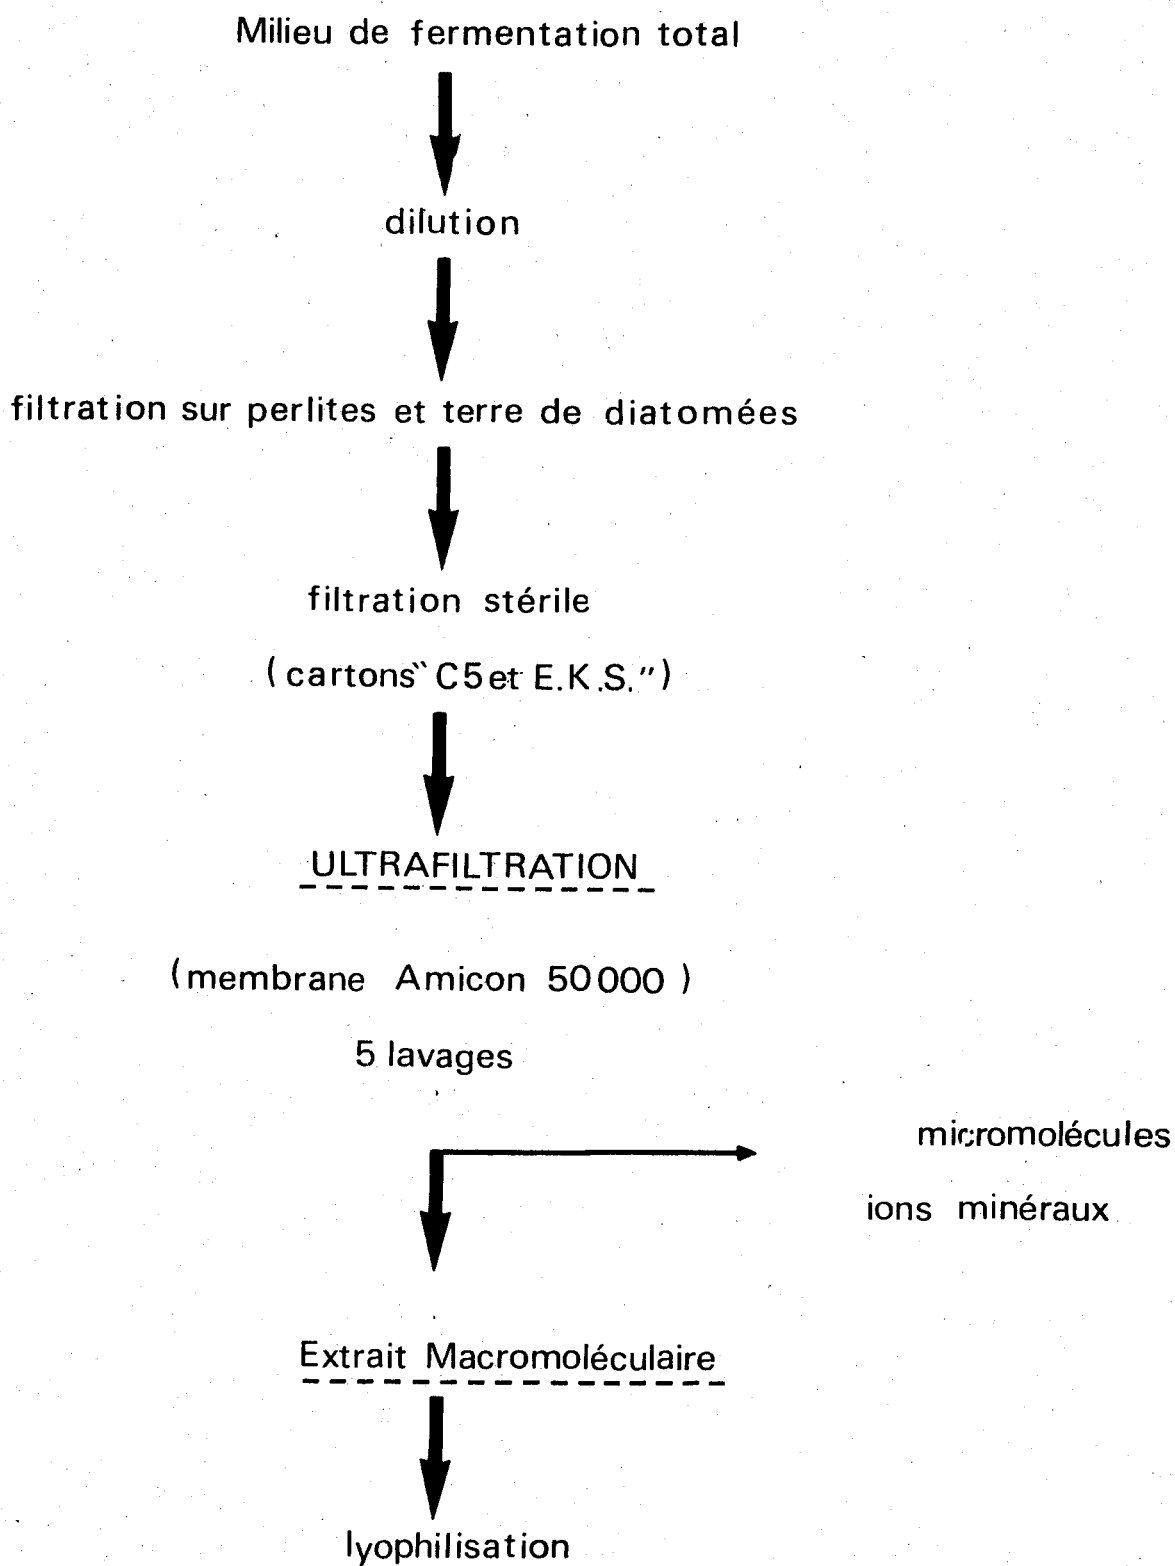 Milieu de fermentation total
dilution
filtration sur perlites et terre de diatomées
filtration stérile
(cartons "C5 et E.K.S.")
ULTRAFILTRATION
(membrane Amicon 50000)
5 lavages
micromolécules
ions minéraux
Extrait Macromoléculaire
lyophilisation